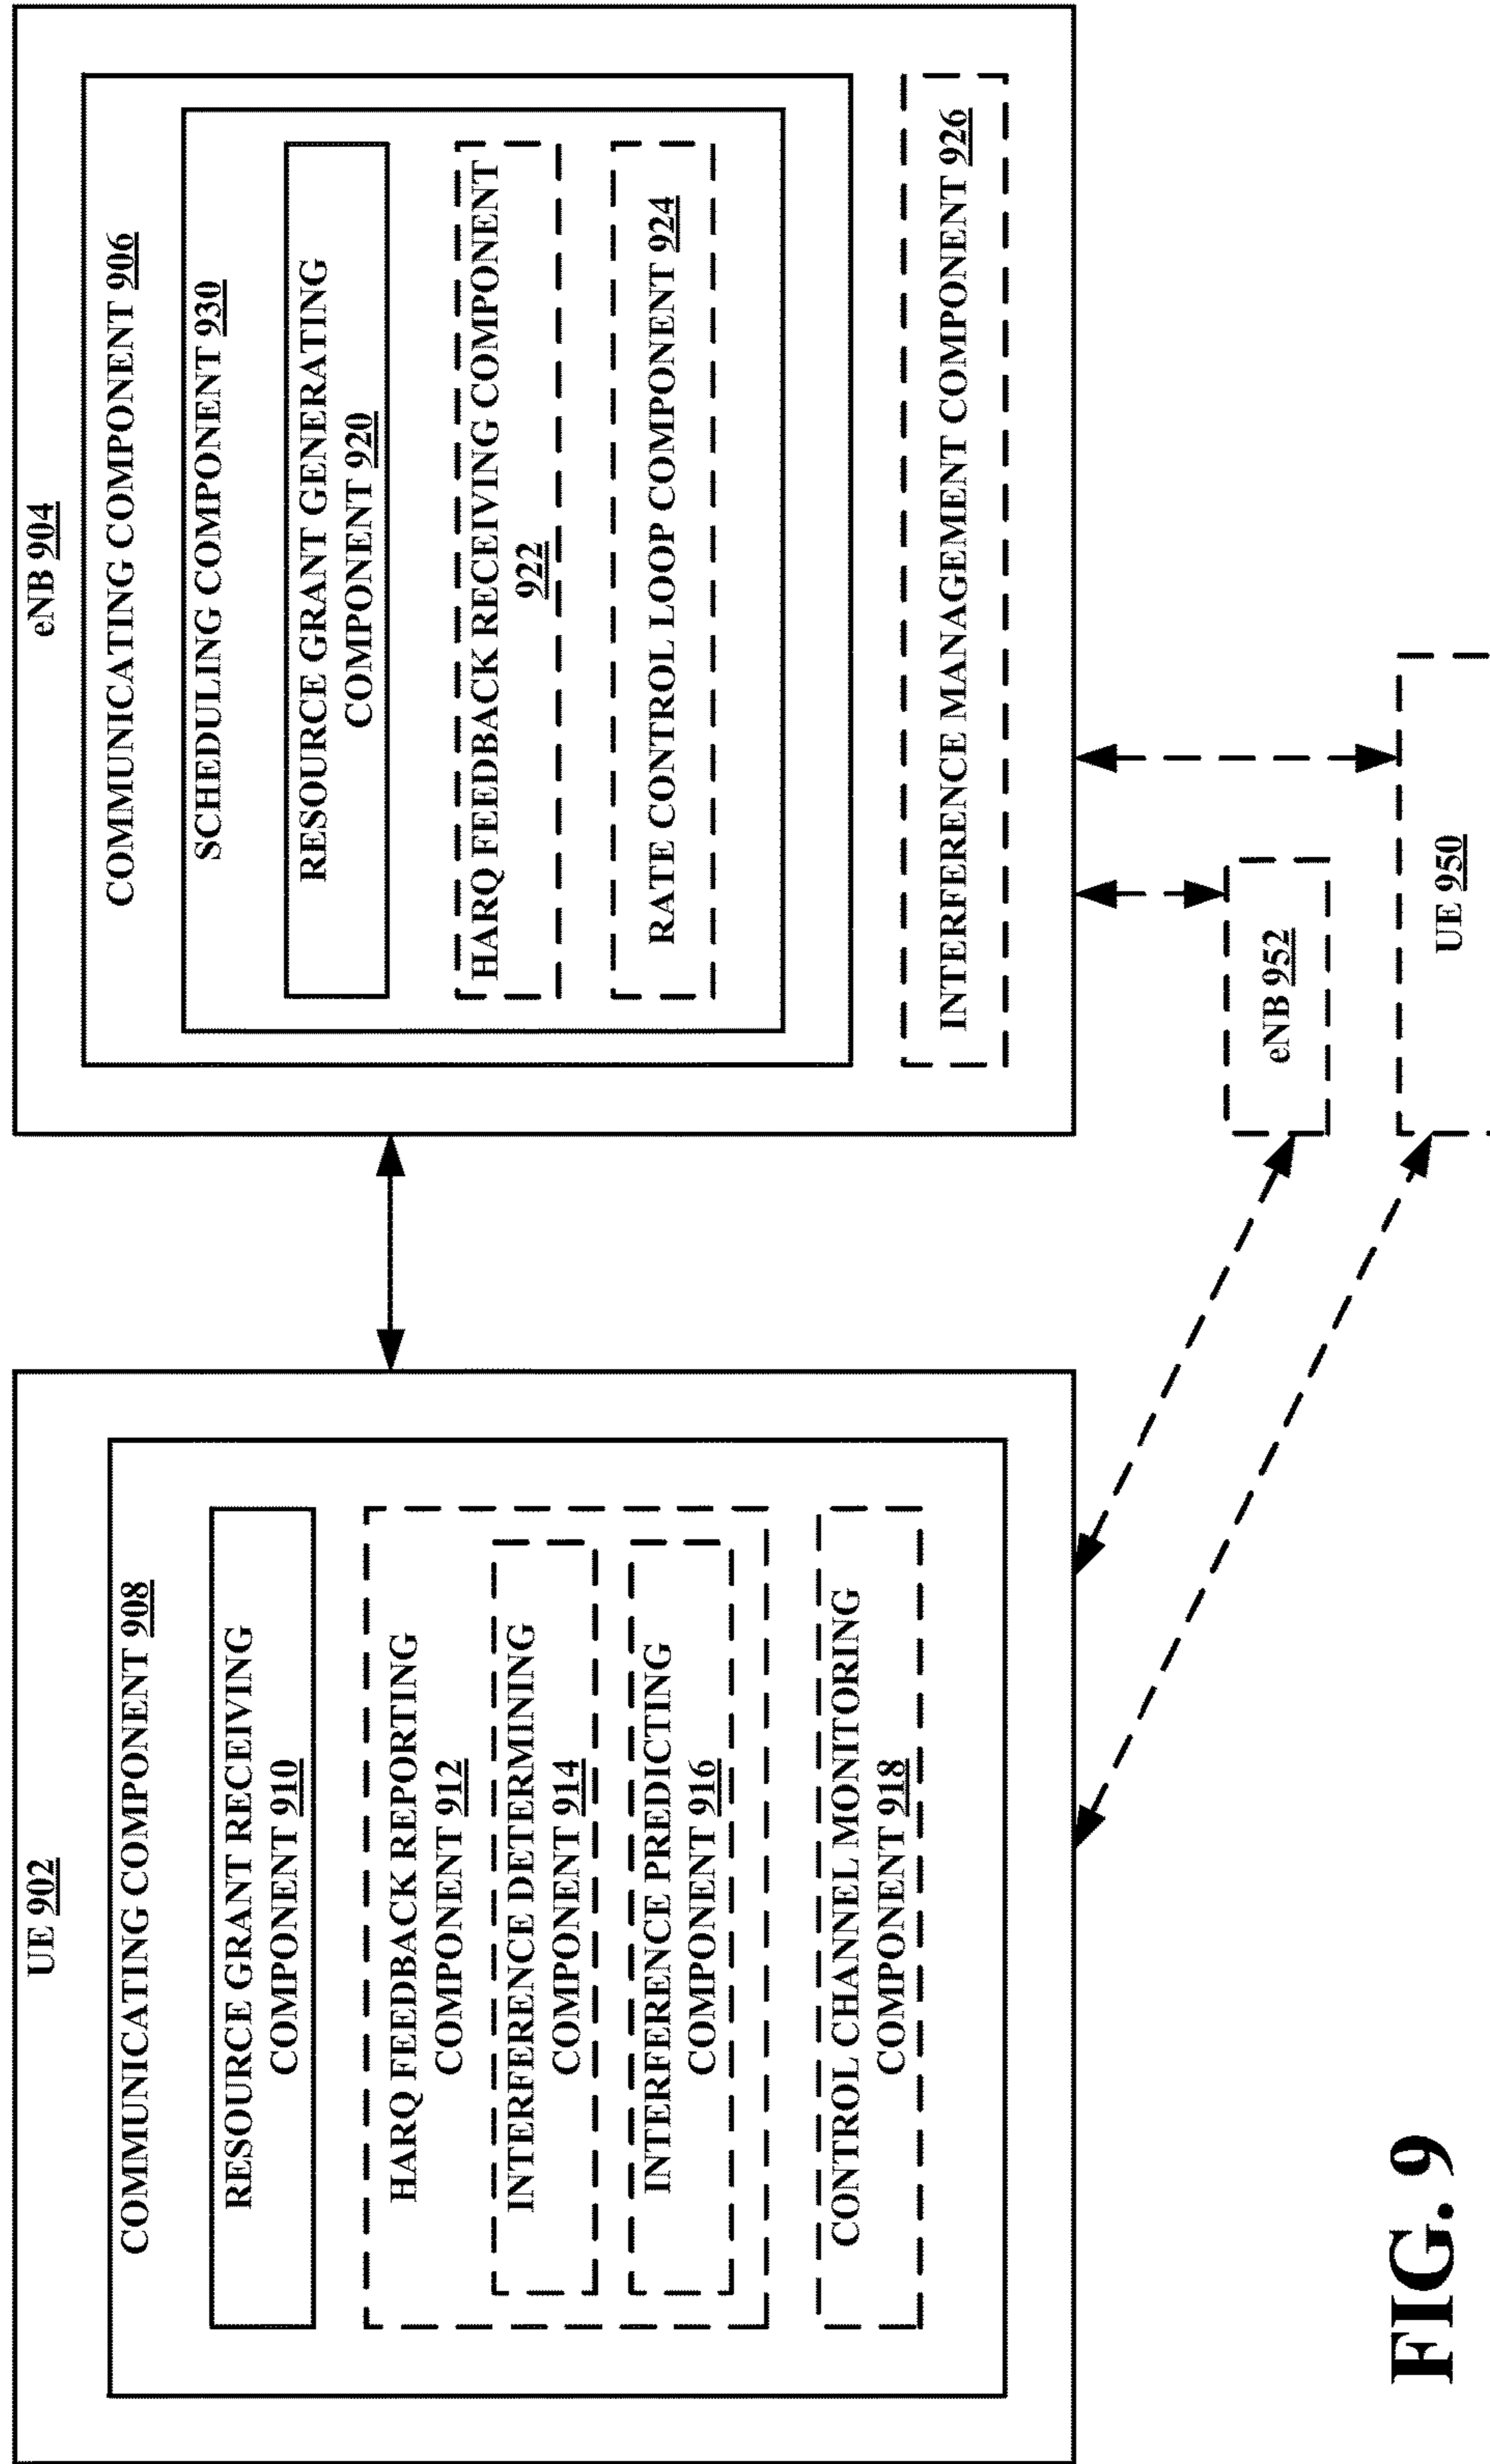 UE 902
COMMUNICATING COMPONENT 908
RESOURCE GRANT RECEIVING
COMPONENT 910
HARQ FEEDBACK REPORTING
COMPONENT 912
INTERFERENCE DETERMINING
COMPONENT 914
INTERFERENCE PREDICTING
COMPONENT 916
CONTROL CHANNEL MONITORING
COMPONENT 918
eNB 904
COMMUNICATING COMPONENT 906
SCHEDULING COMPONENT 930
RESOURCE GRANT GENERATING
COMPONENT 920
HARQ FEEDBACK RECEIVING COMPONENT
922
RATE CONTROL LOOP COMPONENT 924
INTERFERENCE MANAGEMENT COMPONENT 926
eNB 952
UE 950
FIG. 9